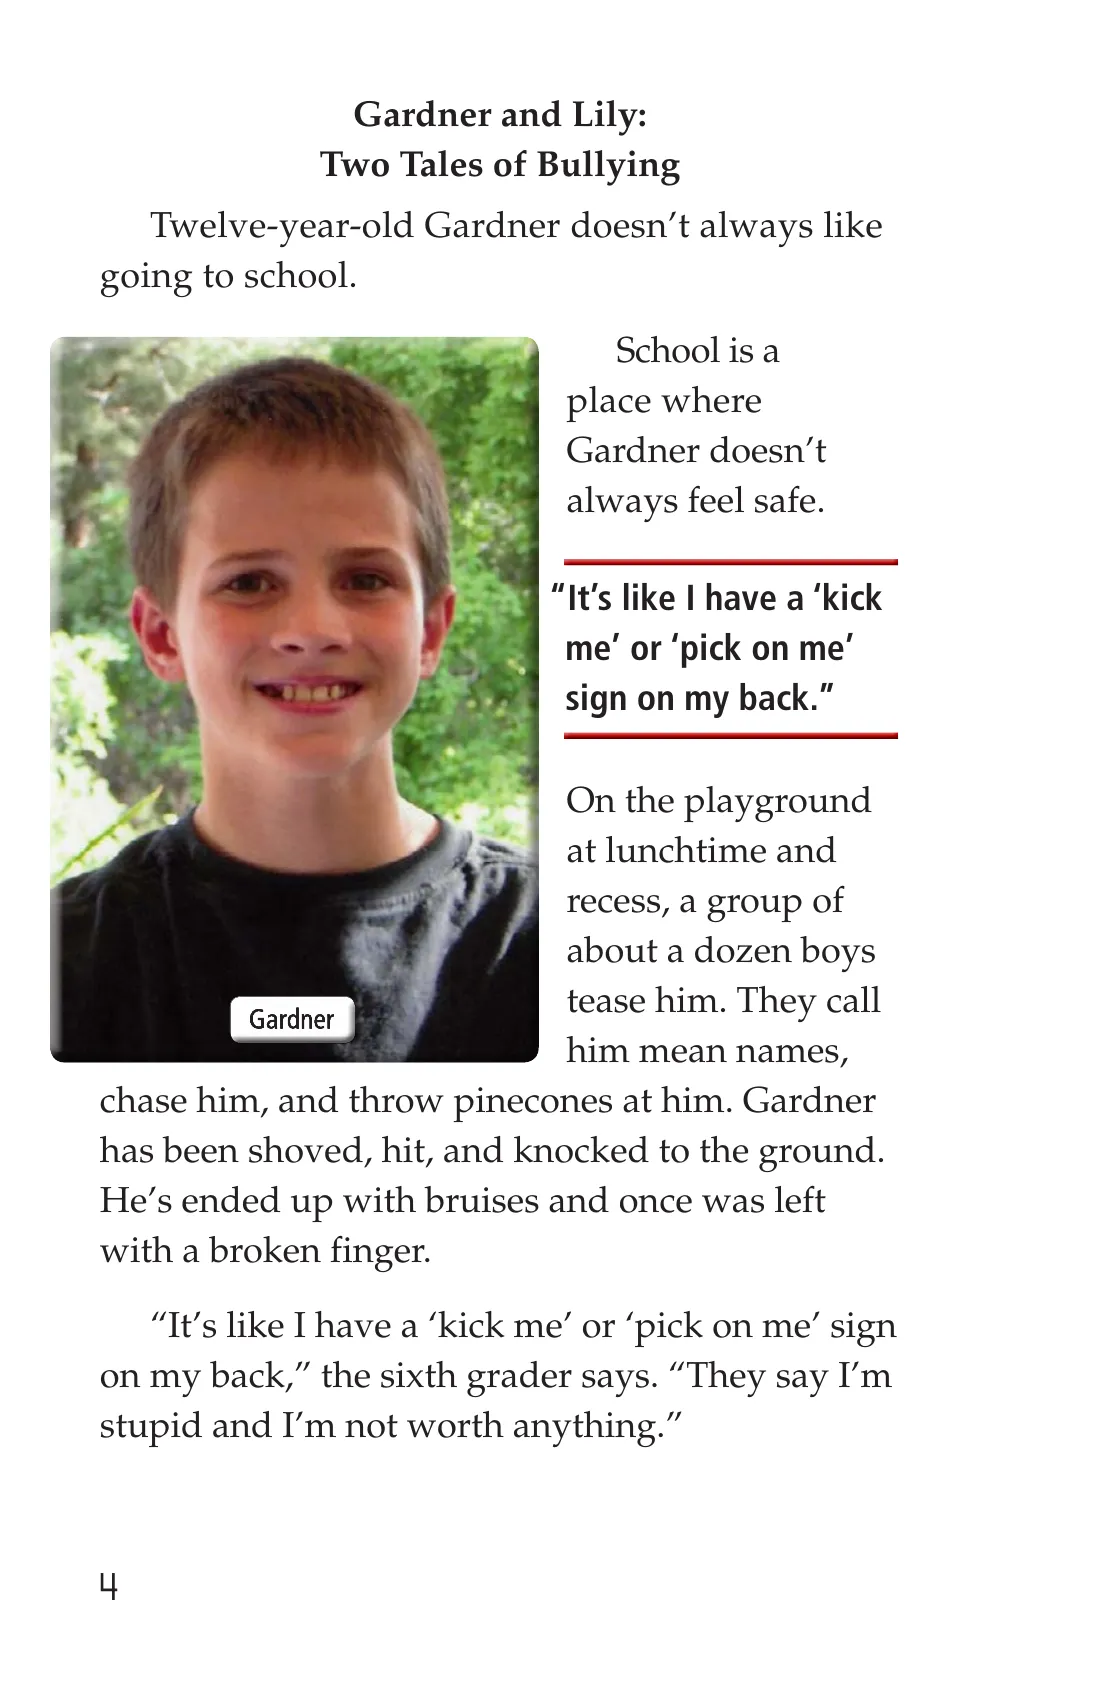 Gardner and Lily:
Two Tales of Bullying
Twelve-year-old Gardner doesn’t always like
going to school.
School is a
place where
Gardner doesn’t
always feel safe.
“It’s like I have a ‘kick
me’ or ‘pick on me’
sign on my back.”
On the playground
at lunchtime and
recess, a group of
about a dozen boys
tease him. They call
him mean names,
Gardner
chase him, and throw pinecones at him. Gardner
has been shoved, hit, and knocked to the ground.
He’s ended up with bruises and once was left
with a broken finger.
“It’s like I have a ‘kick me’ or ‘pick on me’ sign
on my back,” the sixth grader says. “They say I’m
stupid and I’m not worth anything.”
4